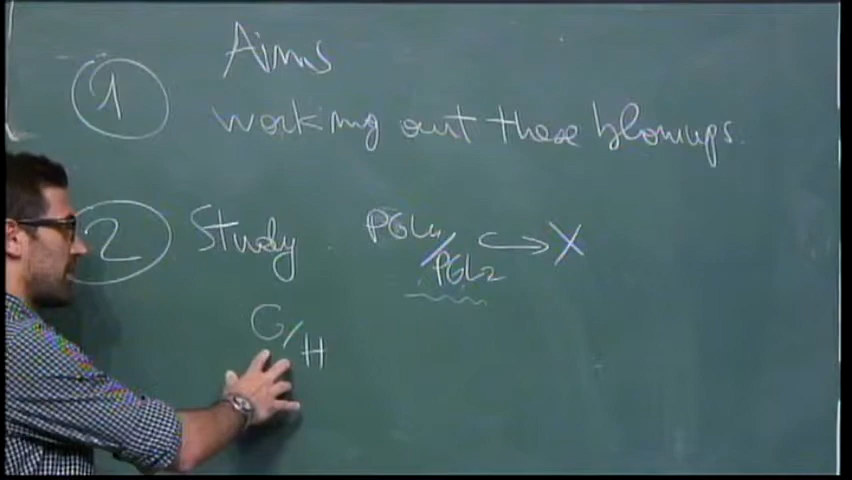 Aims
1 working out these blowups.
2 Study PGL4/PGL2 ↪ X
G/H